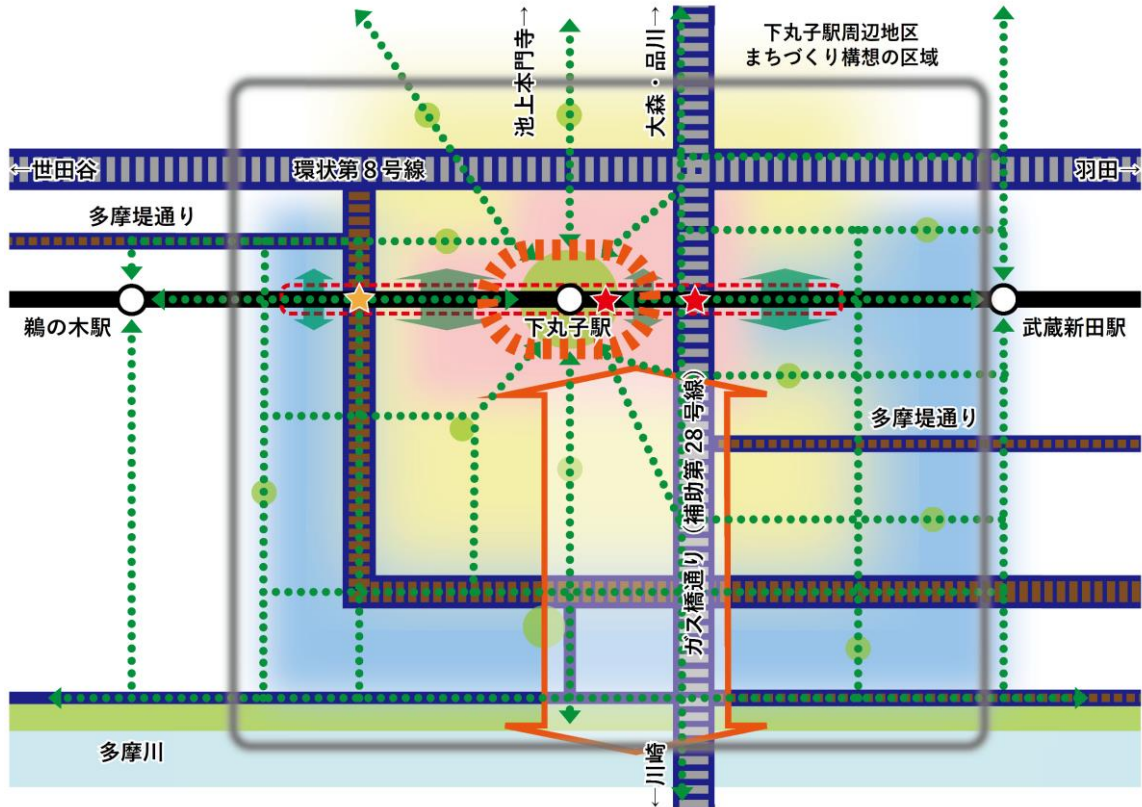 下丸子駅周辺地区
まちづくり構想の区域
池上本門寺→
大森・品川→
←世田谷
環状第8号線
羽田→
多摩堤通り
鵜の木駅
下丸子駅
武蔵新田駅
多摩堤通り
ガス橋通り（補助第28号線）
多摩川
←川崎